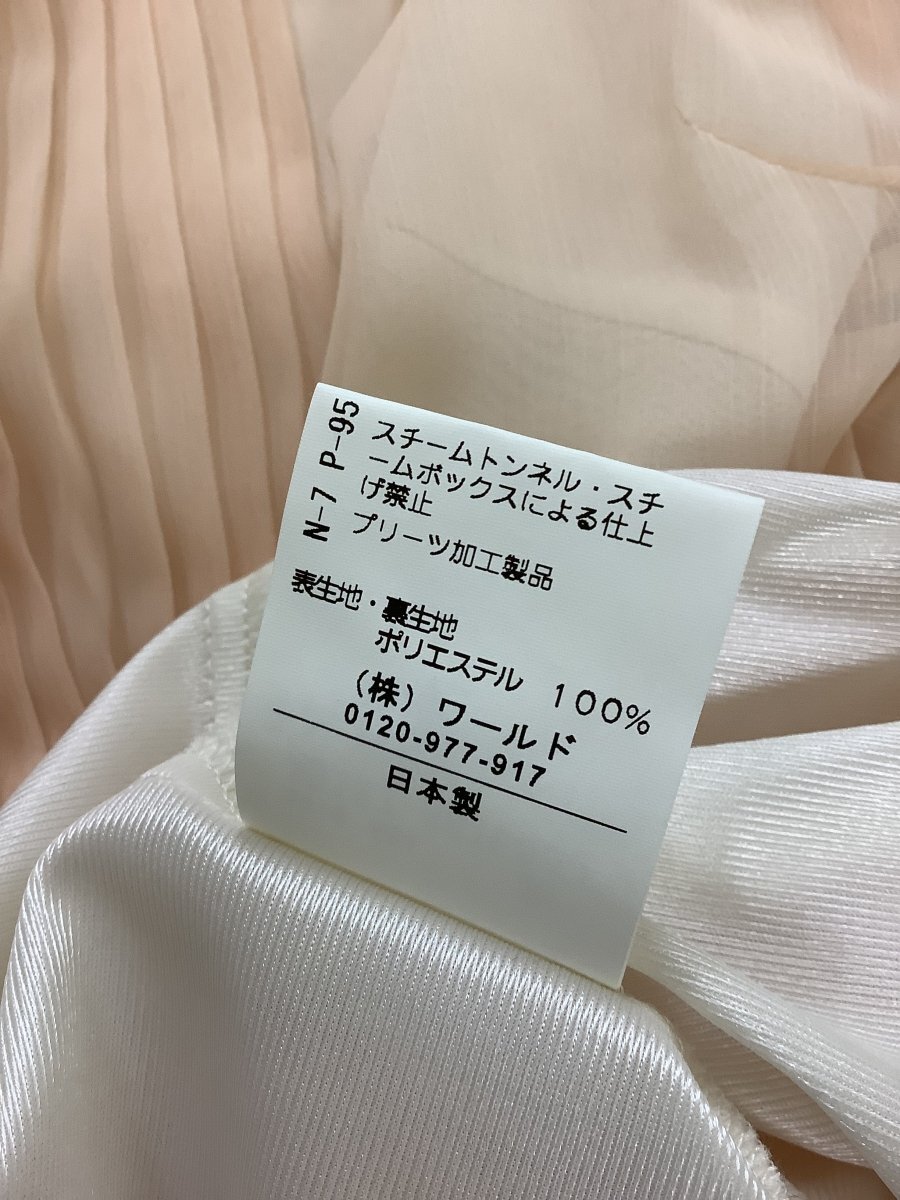 N-7 P-95
スチームトンネル・スチ
ームボックスによる仕上
げ禁止
プリーツ加工製品
表生地・裏生地
ポリエステル 100%
(株)ワールド
0120-977-917
日本製